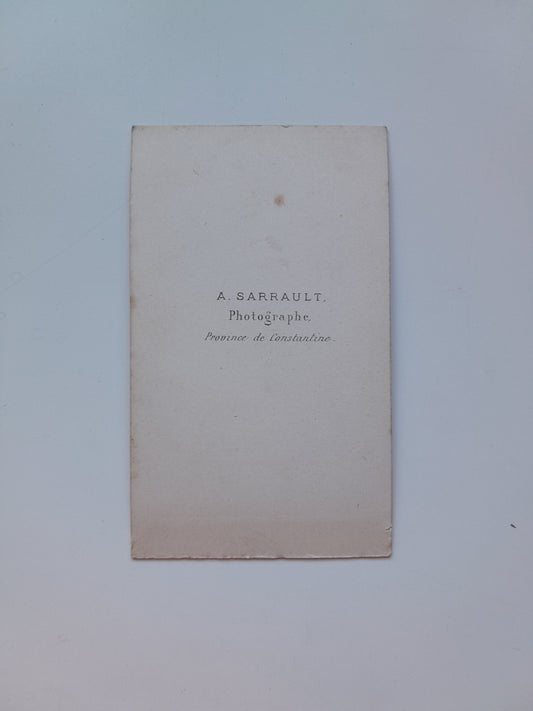 A. SARRAULT,
Photographe,
Province de Constantine.